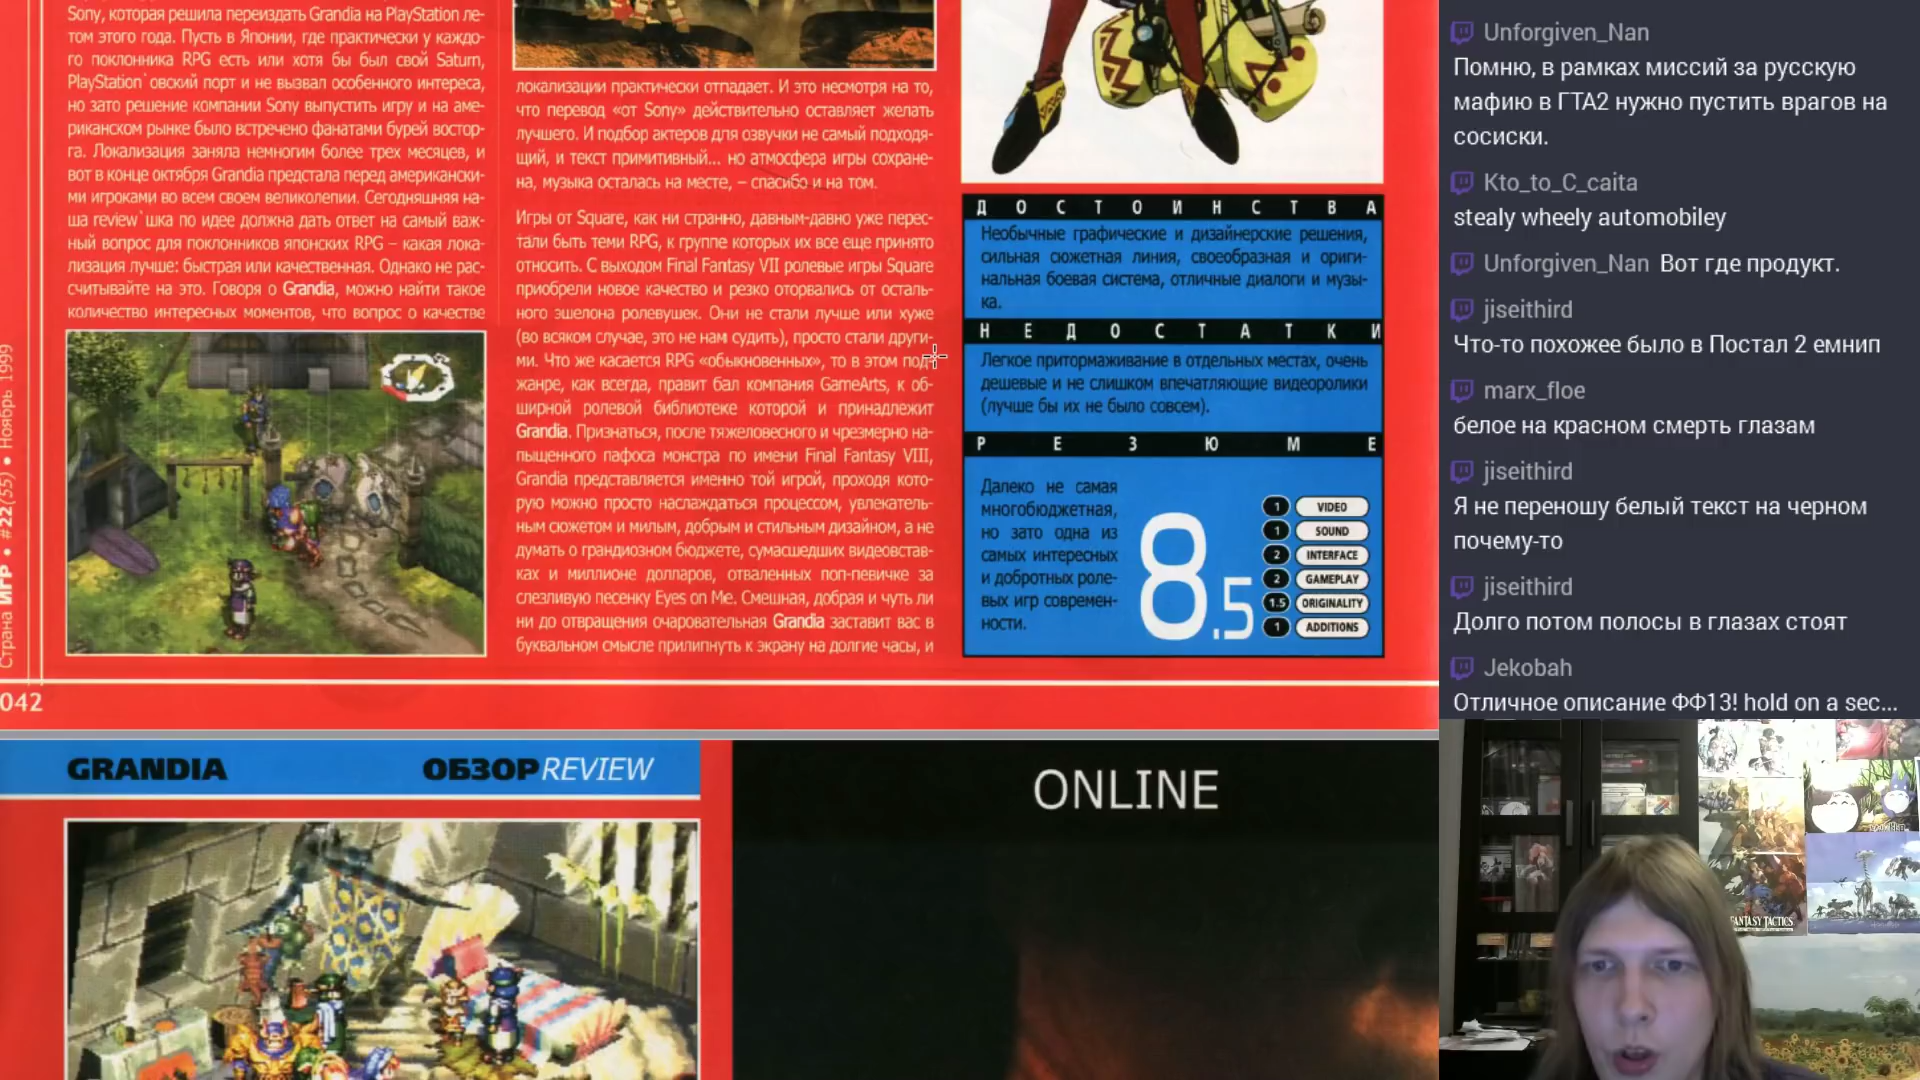 Sony, которая решила переиздать Grandia на PlayStation ле-
том этого года. Пусть в Японии, где практически у каждо-
го поклонника RPG есть или хотя бы был свой Saturn,
PlayStation`овский порт и не вызвал особенного интереса,
но зато решение компании Sony выпустить игру и на аме-
риканском рынке было встречено фанатами бурей востор-
га. Локализация заняла немногим более трех месяцев, и
вот в конце октября Grandia предстала перед американски-
ми игроками во всем своем великолепии. Сегодняшняя на-
ша review`шка по идее должна дать ответ на самый важ-
ный вопрос для поклонников японских RPG – какая лока-
лизация лучше: быстрая или качественная. Однако не рас-
считывайте на это. Говоря о Grandia, можно найти такое
количество интересных моментов, что вопрос о качестве
локализации практически отпадает. И это несмотря на то,
что перевод «от Sony» действительно оставляет желать
лучшего. И подбор актеров для озвучки не самый подходя-
щий, и текст примитивный... но атмосфера игры сохране-
на, музыка осталась на месте, – спасибо и на том.
Игры от Square, как ни странно, давным-давно уже перес-
тали быть теми RPG, к группе которых их все еще принято
относить. С выходом Final Fantasy VII ролевые игры Square
приобрели новое качество и резко оторвались от осталь-
ного эшелона ролевушек. Они не стали лучше или хуже
(во всяком случае, это не нам судить), просто стали други-
ми. Что же касается RPG «обыкновенных», то в этом под-
жанре, как всегда, правит бал компания GameArts, к об-
ширной ролевой библиотеке которой и принадлежит
Grandia. Признаться, после тяжеловесного и чрезмерно на-
пыщенного пафоса монстра по имени Final Fantasy VIII,
Grandia представляется именно той игрой, проходя кото-
рую можно просто наслаждаться процессом, увлекатель-
ным сюжетом и милым, добрым и стильным дизайном, а не
думать о грандиозном бюджете, сумасшедших видеовстав-
ках и миллионе долларов, отваленных поп-певичке за
слезливую песенку Eyes on Me. Смешная, добрая и чуть ли
ни до отвращения очаровательная Grandia заставит вас в
буквальном смысле прилипнуть к экрану на долгие часы, и
ДОСТОИНСТВА
Необычные графические и дизайнерские решения,
сильная сюжетная линия, своеобразная и ориги-
нальная боевая система, отличные диалоги и музы-
ка.
НЕДОСТАТКИ
Легкое притормаживание в отдельных местах, очень
дешевые и не слишком впечатляющие видеоролики
(лучше бы их не было совсем).
РЕЗЮМЕ
Далеко не самая
многобюджетная,
но зато одна из
самых интересных
и добротных роле-
вых игр современ-
ности.
8.5
1 VIDEO
1 SOUND
2 INTERFACE
2 GAMEPLAY
1.5 ORIGINALITY
1 ADDITIONS
Страна ИГР • #22(55) • Ноябрь 1999
042
GRANDIA
ОБЗОР REVIEW
ONLINE
Unforgiven_Nan
Помню, в рамках миссий за русскую
мафию в ГТА2 нужно пустить врагов на
сосиски.
Kto_to_C_caita
stealy wheely automobiley
Unforgiven_Nan Вот где продукт.
jiseithird
Что-то похожее было в Постал 2 емнип
marx_floe
белое на красном смерть глазам
jiseithird
Я не переношу белый текст на черном
почему-то
jiseithird
Долго потом полосы в глазах стоят
Jekobah
Отличное описание ФФ13! hold on a sec...
FANTASY TACTICS